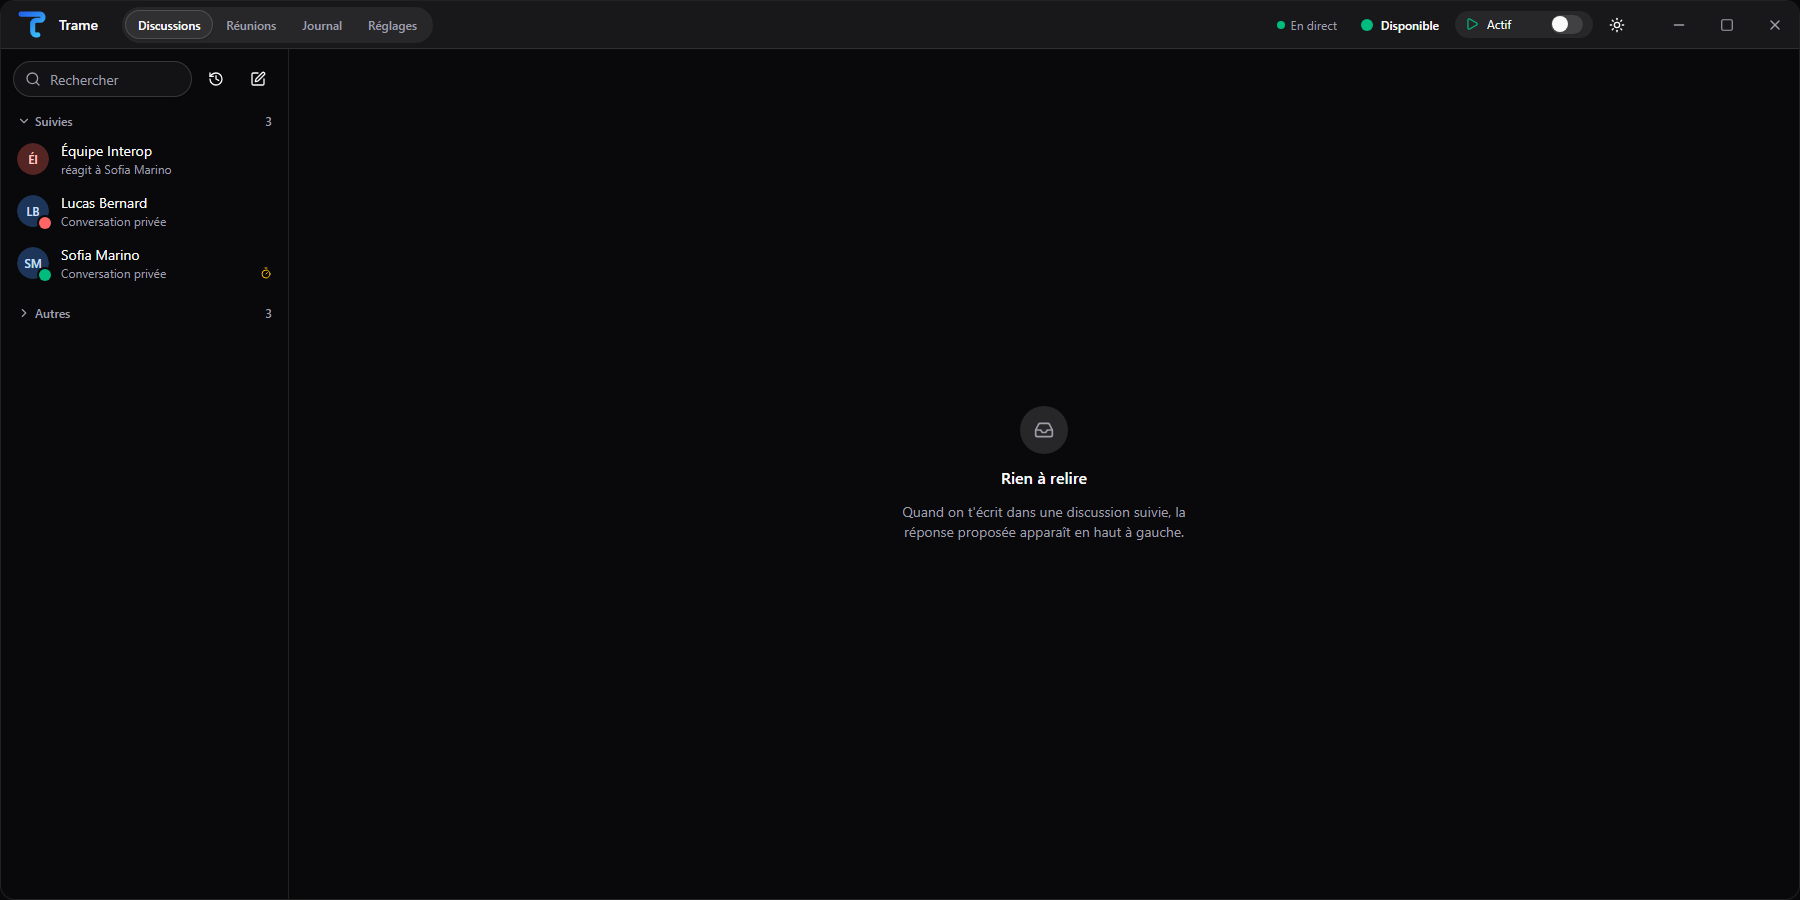 Trame
Discussions
Réunions
Journal
Réglages
En direct
Disponible
Actif
Rechercher
Suivies
3
ÉI
Équipe Interop
réagit à Sofia Marino
LB
Lucas Bernard
Conversation privée
SM
Sofia Marino
Conversation privée
Autres
3
Rien à relire
Quand on t'écrit dans une discussion suivie, la
réponse proposée apparaît en haut à gauche.